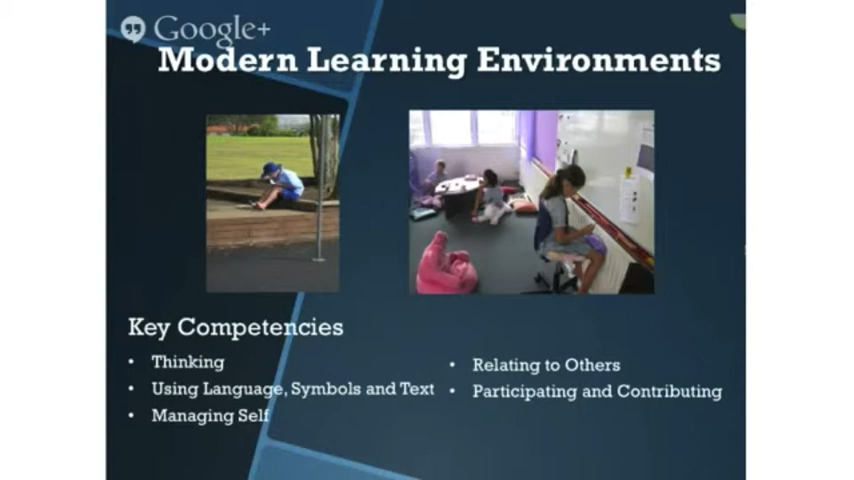 Google+
Modern Learning Environments
Key Competencies
• Thinking
• Using Language, Symbols and Text
• Managing Self
• Relating to Others
• Participating and Contributing